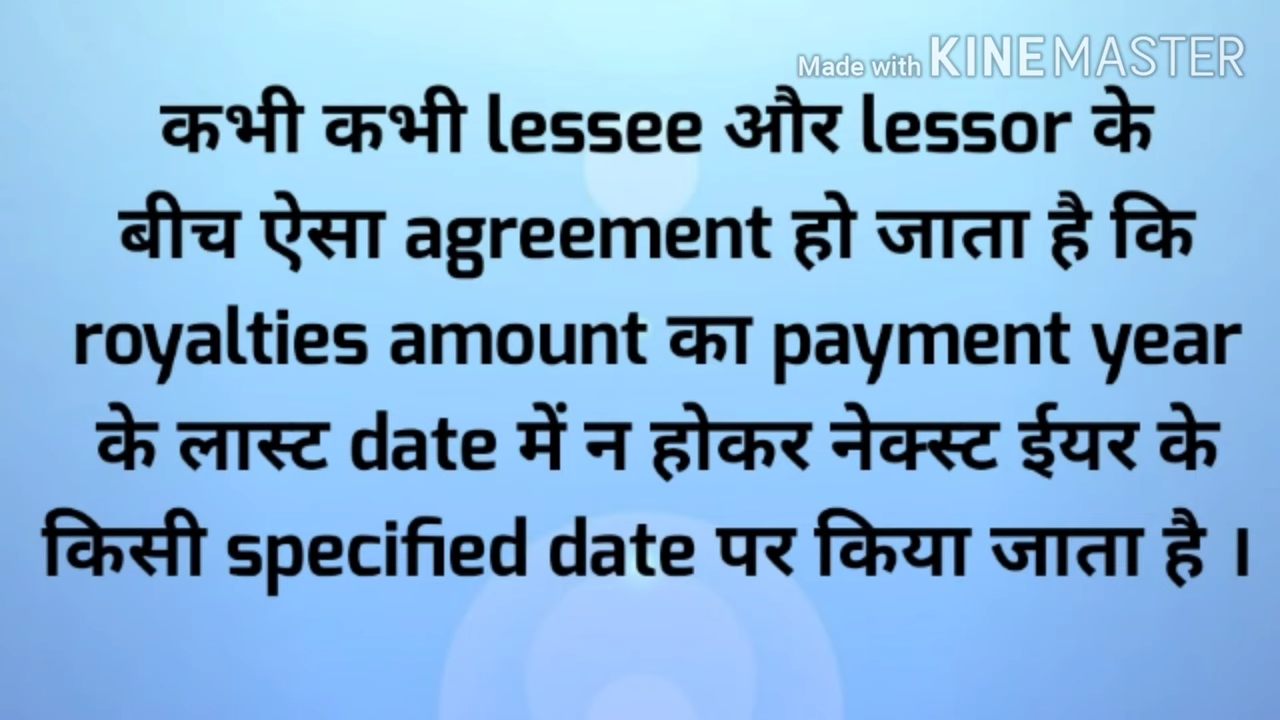 Made with KINEMASTER
कभी कभी lessee और lessor के
बीच ऐसा agreement हो जाता है कि
royalties amount का payment year
के लास्ट date में न होकर नेक्स्ट ईयर के
किसी specified date पर किया जाता है ।